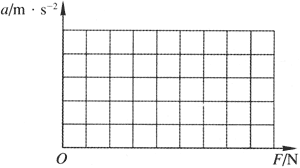 a/m · s⁻²
O
F/N